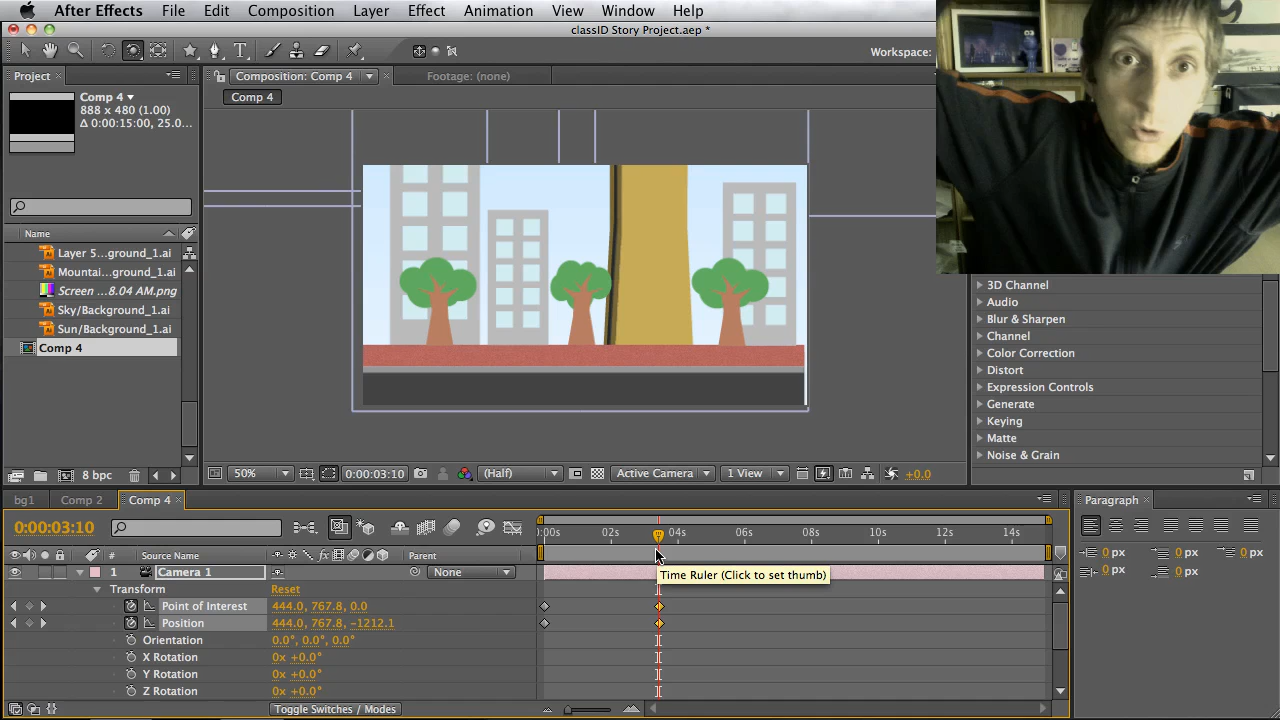 After Effects File Edit Composition Layer Effect Animation View Window Help
classID Story Project.aep *
Workspace:
Project
Composition: Comp 4
Footage: (none)
Comp 4
888 x 480 (1.00)
Δ 0:00:15:00, 25.0...
Comp 4
Name
Layer 5...ground_1.ai
Mountai...ground_1.ai
Screen ...8.04 AM.png
Sky/Background_1.ai
Sun/Background_1.ai
Comp 4
8 bpc
50%
0:00:03:10
(Half)
Active Camera
1 View
+0.0
3D Channel
Audio
Blur & Sharpen
Channel
Color Correction
Distort
Expression Controls
Generate
Keying
Matte
Noise & Grain
bg1
Comp 2
Comp 4
0:00:03:10
:00s 02s 04s 06s 08s 10s 12s 14s
# Source Name
Parent
1 Camera 1
None
Time Ruler (Click to set thumb)
Transform Reset
Point of Interest 444.0, 767.8, 0.0
Position 444.0, 767.8, -1212.1
Orientation 0.0°, 0.0°, 0.0°
X Rotation 0x +0.0°
Y Rotation 0x +0.0°
Z Rotation 0x +0.0°
Toggle Switches / Modes
Paragraph
0 px 0 px 0 px
0 px 0 px